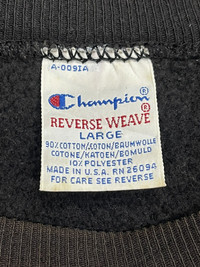 A-0091A
Champion®
REVERSE WEAVE®
LARGE
90% COTTON/COTON/BAUMWOLLE
COTONE/KATOEN/BOMULD
10% POLYESTER
MADE IN U.S.A. RN 26094
FOR CARE SEE REVERSE